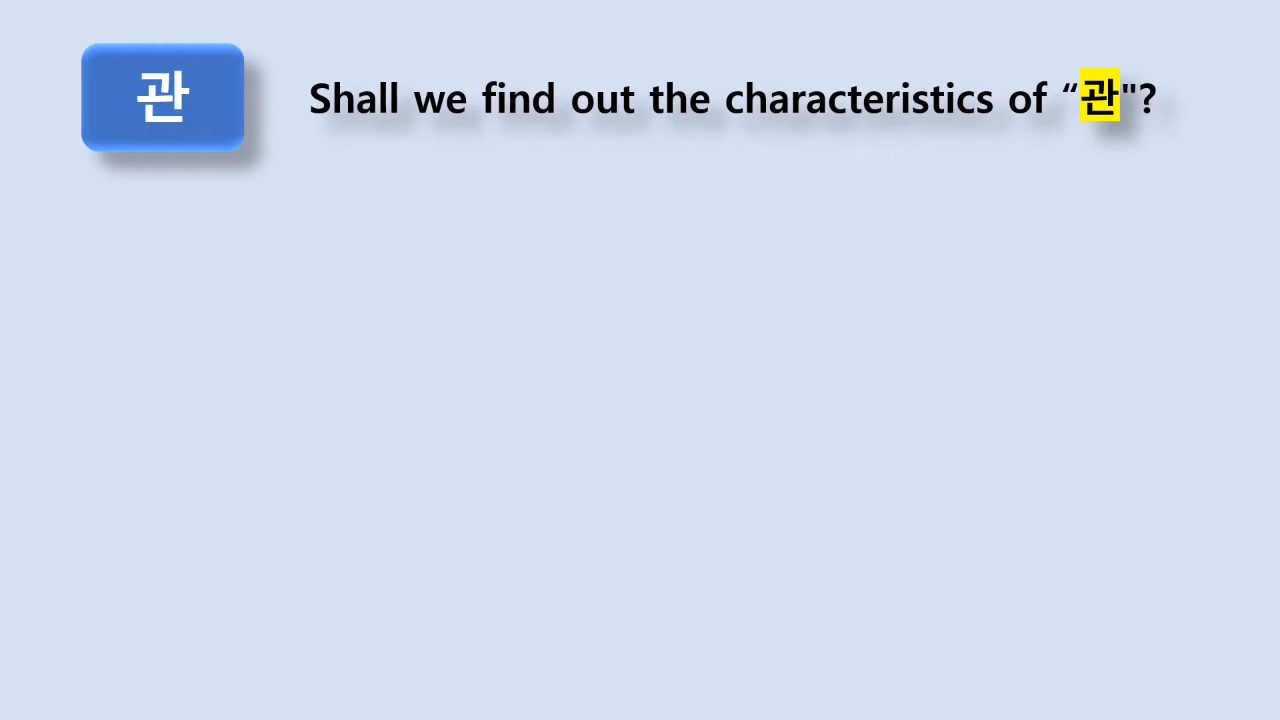 관
Shall we find out the characteristics of “관"?